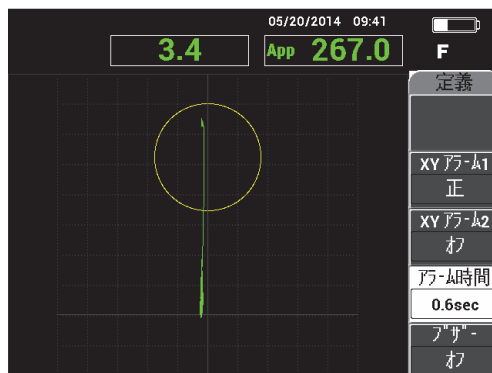 05/20/2014 09:41
3.4
App 267.0
F
定義
XY アラーム1
正
XY アラーム2
オフ
アラーム時間
0.6sec
ブザー
オフ